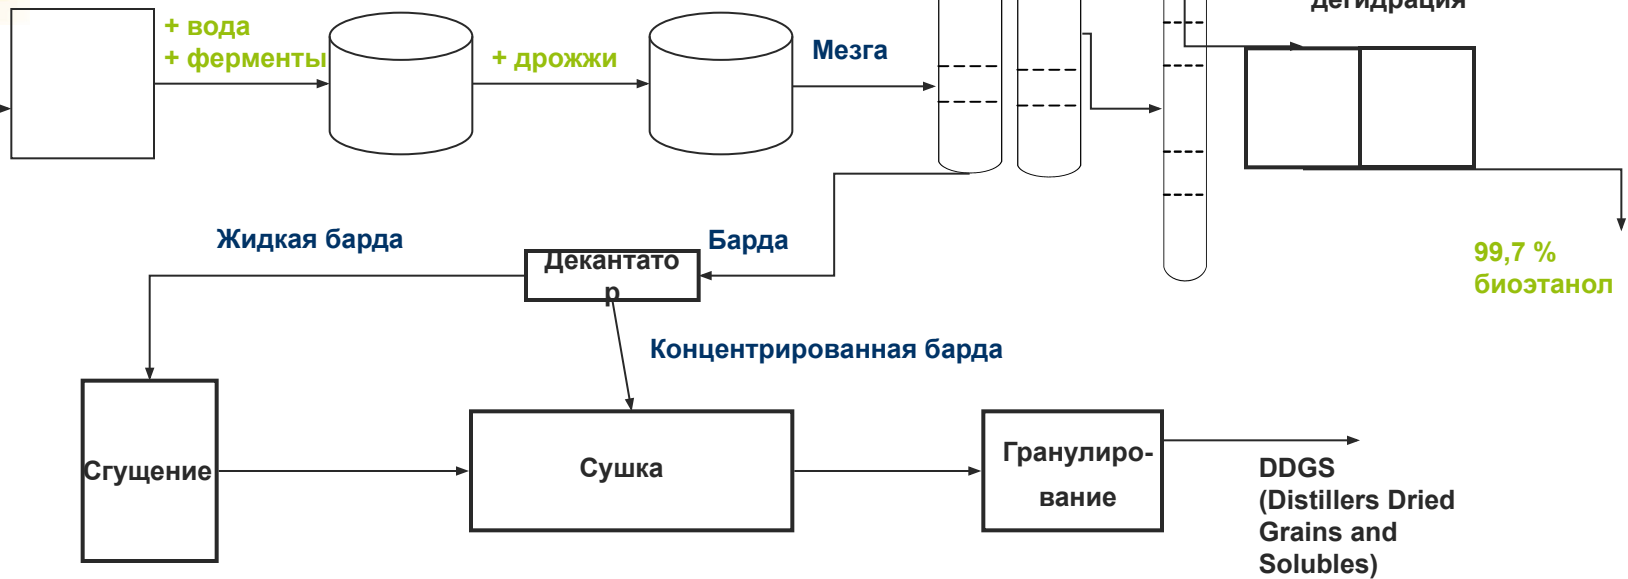 дегидрация
+ вода
+ ферменты
+ дрожжи
Мезга
Жидкая барда
Барда
Декантато
р
99,7 %
биоэтанол
Концентрированная барда
Сгущение
Сушка
Гранулиро-
вание
DDGS
(Distillers Dried
Grains and
Solubles)